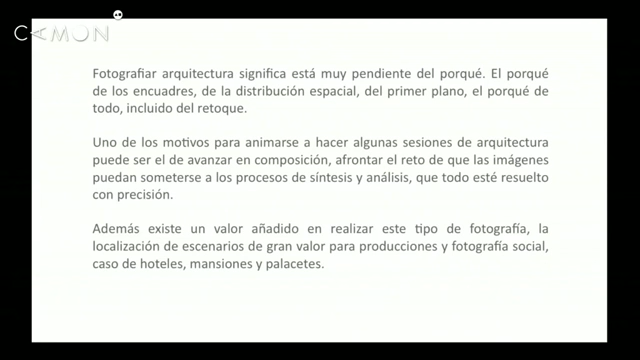 CAMON
Fotografiar arquitectura significa está muy pendiente del porqué. El porqué
de los encuadres, de la distribución espacial, del primer plano, el porqué de
todo, incluido del retoque.
Uno de los motivos para animarse a hacer algunas sesiones de arquitectura
puede ser el de avanzar en composición, afrontar el reto de que las imágenes
puedan someterse a los procesos de síntesis y análisis, que todo esté resuelto
con precisión.
Además existe un valor añadido en realizar este tipo de fotografía, la
localización de escenarios de gran valor para producciones y fotografía social,
caso de hoteles, mansiones y palacetes.